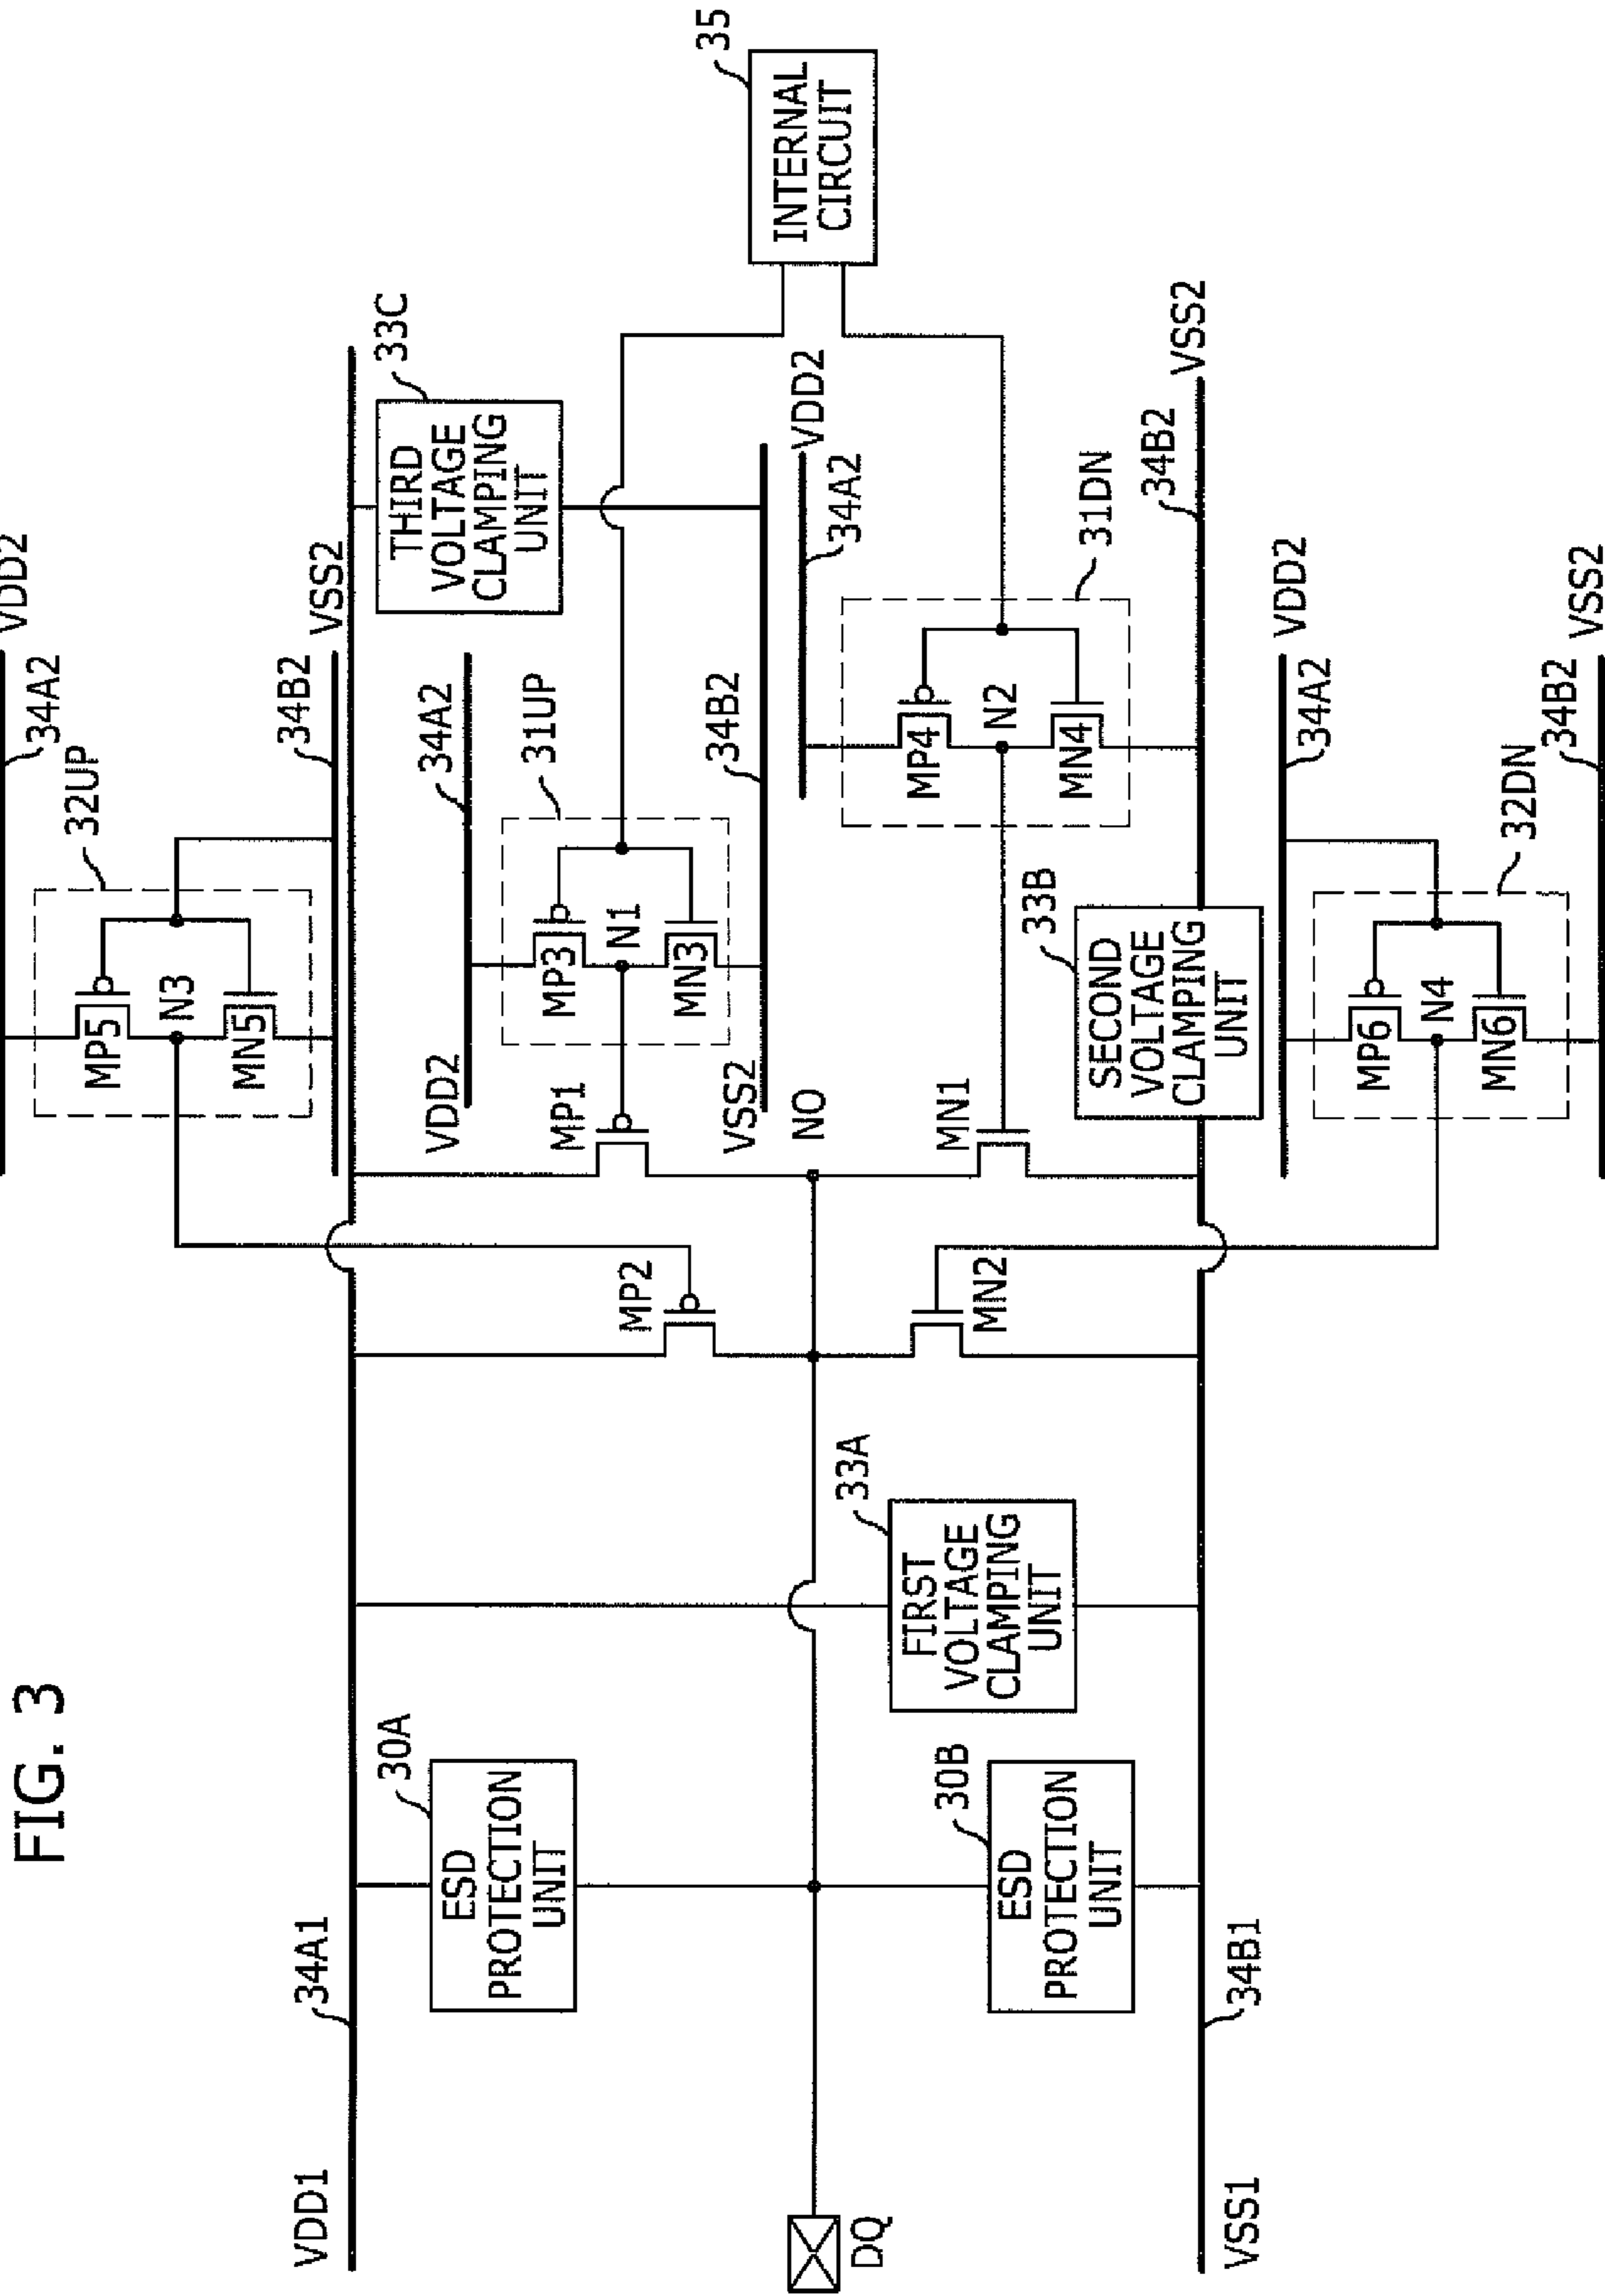 FIG. 3
VDD2
34A2
32UP
MP5
N3
MN5
34B2
VSS2
VDD1
34A1
33C
THIRD
VOLTAGE
CLAMPING
UNIT
30A
ESD
PROTECTION
UNIT
VDD2
34A2
31UP
MP3
N1
MN3
34B2
VSS2
MP1
MP2
35
INTERNAL
CIRCUIT
DQ
NO
VDD2
34A2
31DN
MP4
N2
MN4
MN1
MN2
33A
FIRST
VOLTAGE
CLAMPING
UNIT
30B
ESD
PROTECTION
UNIT
33B
SECOND
VOLTAGE
CLAMPING
UNIT
34B2
VSS2
VSS1
34B1
VDD2
34A2
32DN
MP6
N4
MN6
34B2
VSS2